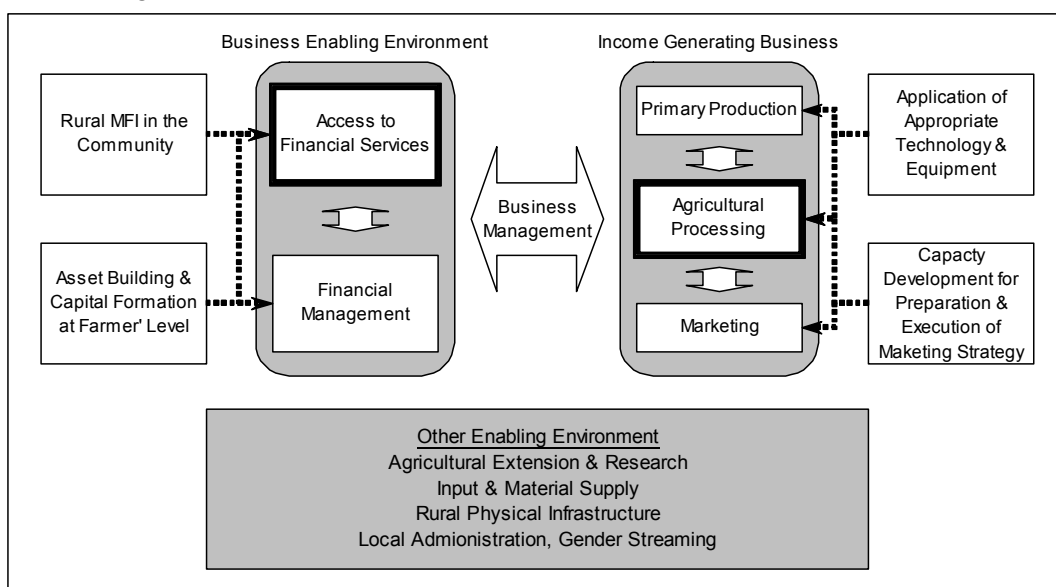 Business Enabling Environment
Income Generating Business
Rural MFI in the
Community
Access to
Financial Services
Primary Production
Application of
Appropriate
Technology &
Equipment
Business
Management
Agricultural
Processing
Asset Building &
Capital Formation
at Farmer' Level
Financial
Management
Marketing
Capacty
Development for
Preparation &
Execution of
Maketing Strategy
Other Enabling Environment
Agricultural Extension & Research
Input & Material Supply
Rural Physical Infrastructure
Local Admionistration, Gender Streaming